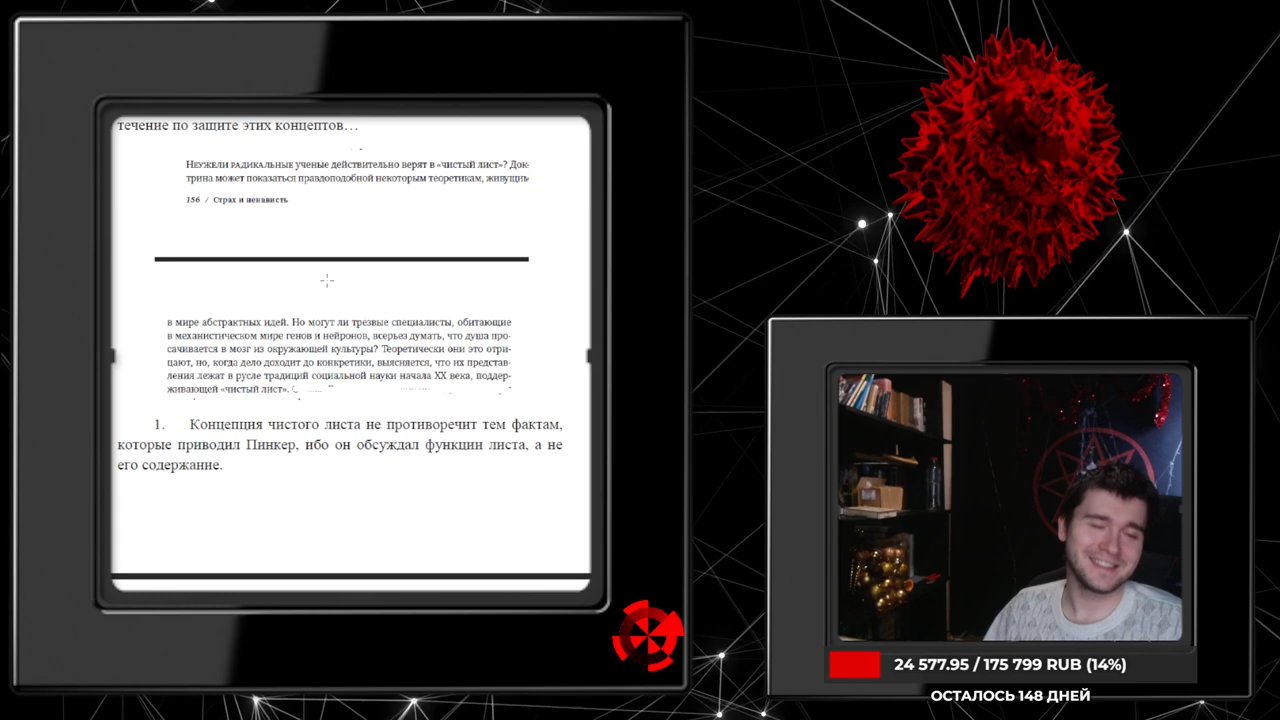 течение по защите этих концептов…
Неужели радикальные ученые действительно верят в «чистый лист»? Док-
трина может показаться правдоподобной некоторым теоретикам, живущим
156 / Страх и ненависть
в мире абстрактных идей. Но могут ли трезвые специалисты, обитающие
в механистическом мире генов и нейронов, всерьез думать, что душа про-
сачивается в мозг из окружающей культуры? Теоретически они это отри-
цают, но, когда дело доходит до конкретики, выясняется, что их представ-
ления лежат в русле традиций социальной науки начала XX века, поддер-
живающей «чистый лист».
1. Концепция чистого листа не противоречит тем фактам,
которые приводил Пинкер, ибо он обсуждал функции листа, а не
его содержание.
24 577.95 / 175 799 RUB (14%)
ОСТАЛОСЬ 148 ДНЕЙ